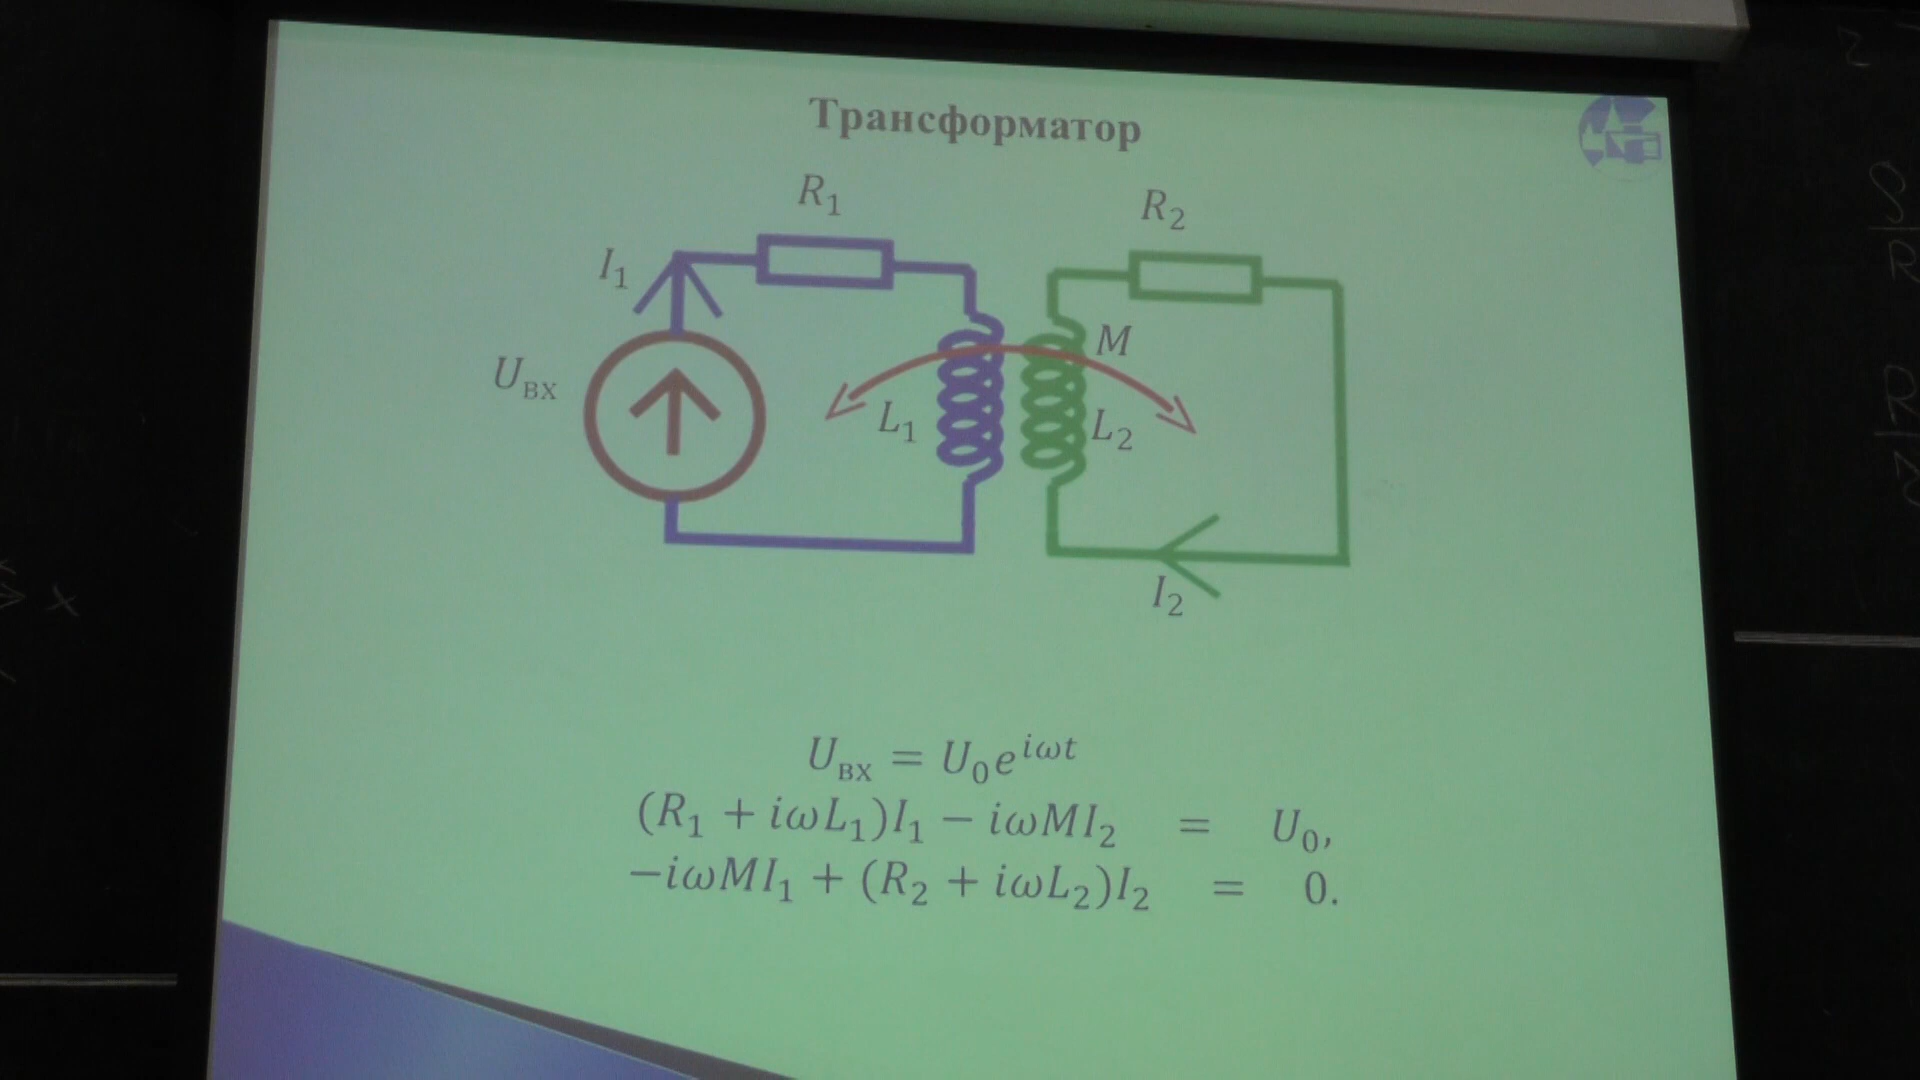 Трансформатор
R₁
R₂
I₁
M
Uвх
L₁
L₂
I₂
Uвх = U₀e^{iωt}
(R₁ + iωL₁)I₁ − iωMI₂ = U₀,
−iωMI₁ + (R₂ + iωL₂)I₂ = 0.